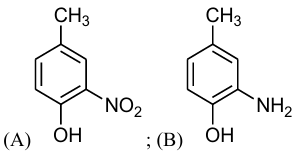 CH₃ CH₃
NO₂ NH₂
(A) OH ; (B) OH